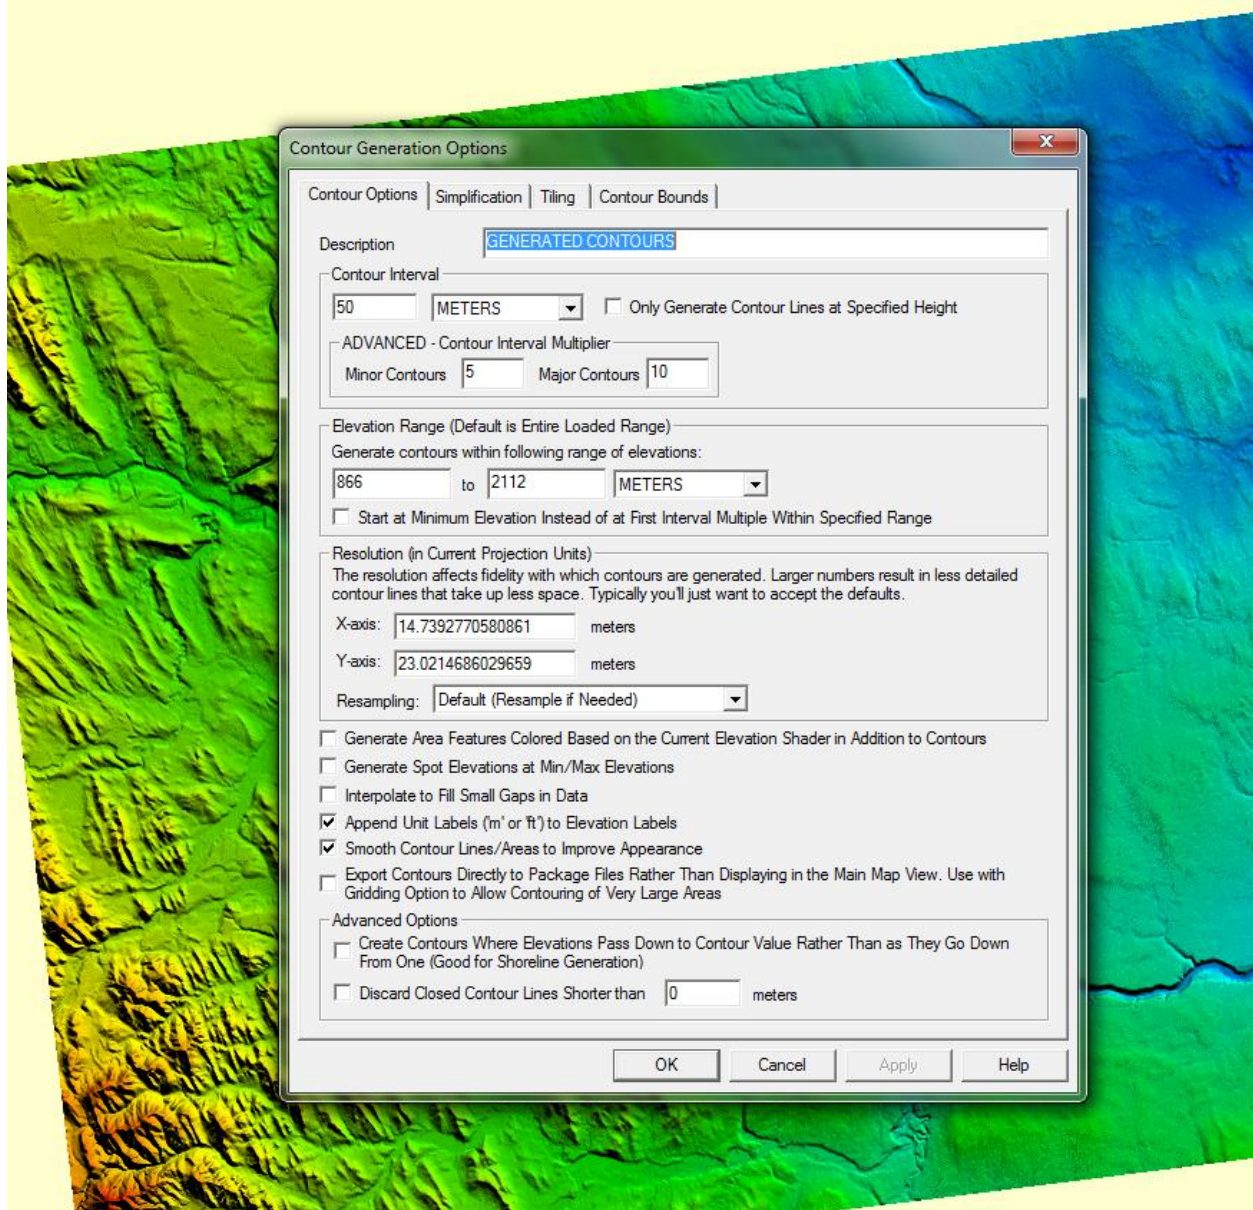 Contour Generation Options
Contour Options Simplification Tiling Contour Bounds
Description GENERATED CONTOURS
Contour Interval
50 METERS Only Generate Contour Lines at Specified Height
ADVANCED - Contour Interval Multiplier
Minor Contours 5 Major Contours 10
Elevation Range (Default is Entire Loaded Range)
Generate contours within following range of elevations:
866 to 2112 METERS
Start at Minimum Elevation Instead of at First Interval Multiple Within Specified Range
Resolution (in Current Projection Units)
The resolution affects fidelity with which contours are generated. Larger numbers result in less detailed
contour lines that take up less space. Typically you'll just want to accept the defaults.
X-axis: 14.7392770580861 meters
Y-axis: 23.0214686029659 meters
Resampling: Default (Resample if Needed)
Generate Area Features Colored Based on the Current Elevation Shader in Addition to Contours
Generate Spot Elevations at Min/Max Elevations
Interpolate to Fill Small Gaps in Data
Append Unit Labels ('m' or 'ft') to Elevation Labels
Smooth Contour Lines/Areas to Improve Appearance
Export Contours Directly to Package Files Rather Than Displaying in the Main Map View. Use with
Gridding Option to Allow Contouring of Very Large Areas
Advanced Options
Create Contours Where Elevations Pass Down to Contour Value Rather Than as They Go Down
From One (Good for Shoreline Generation)
Discard Closed Contour Lines Shorter than 0 meters
OK Cancel Apply Help